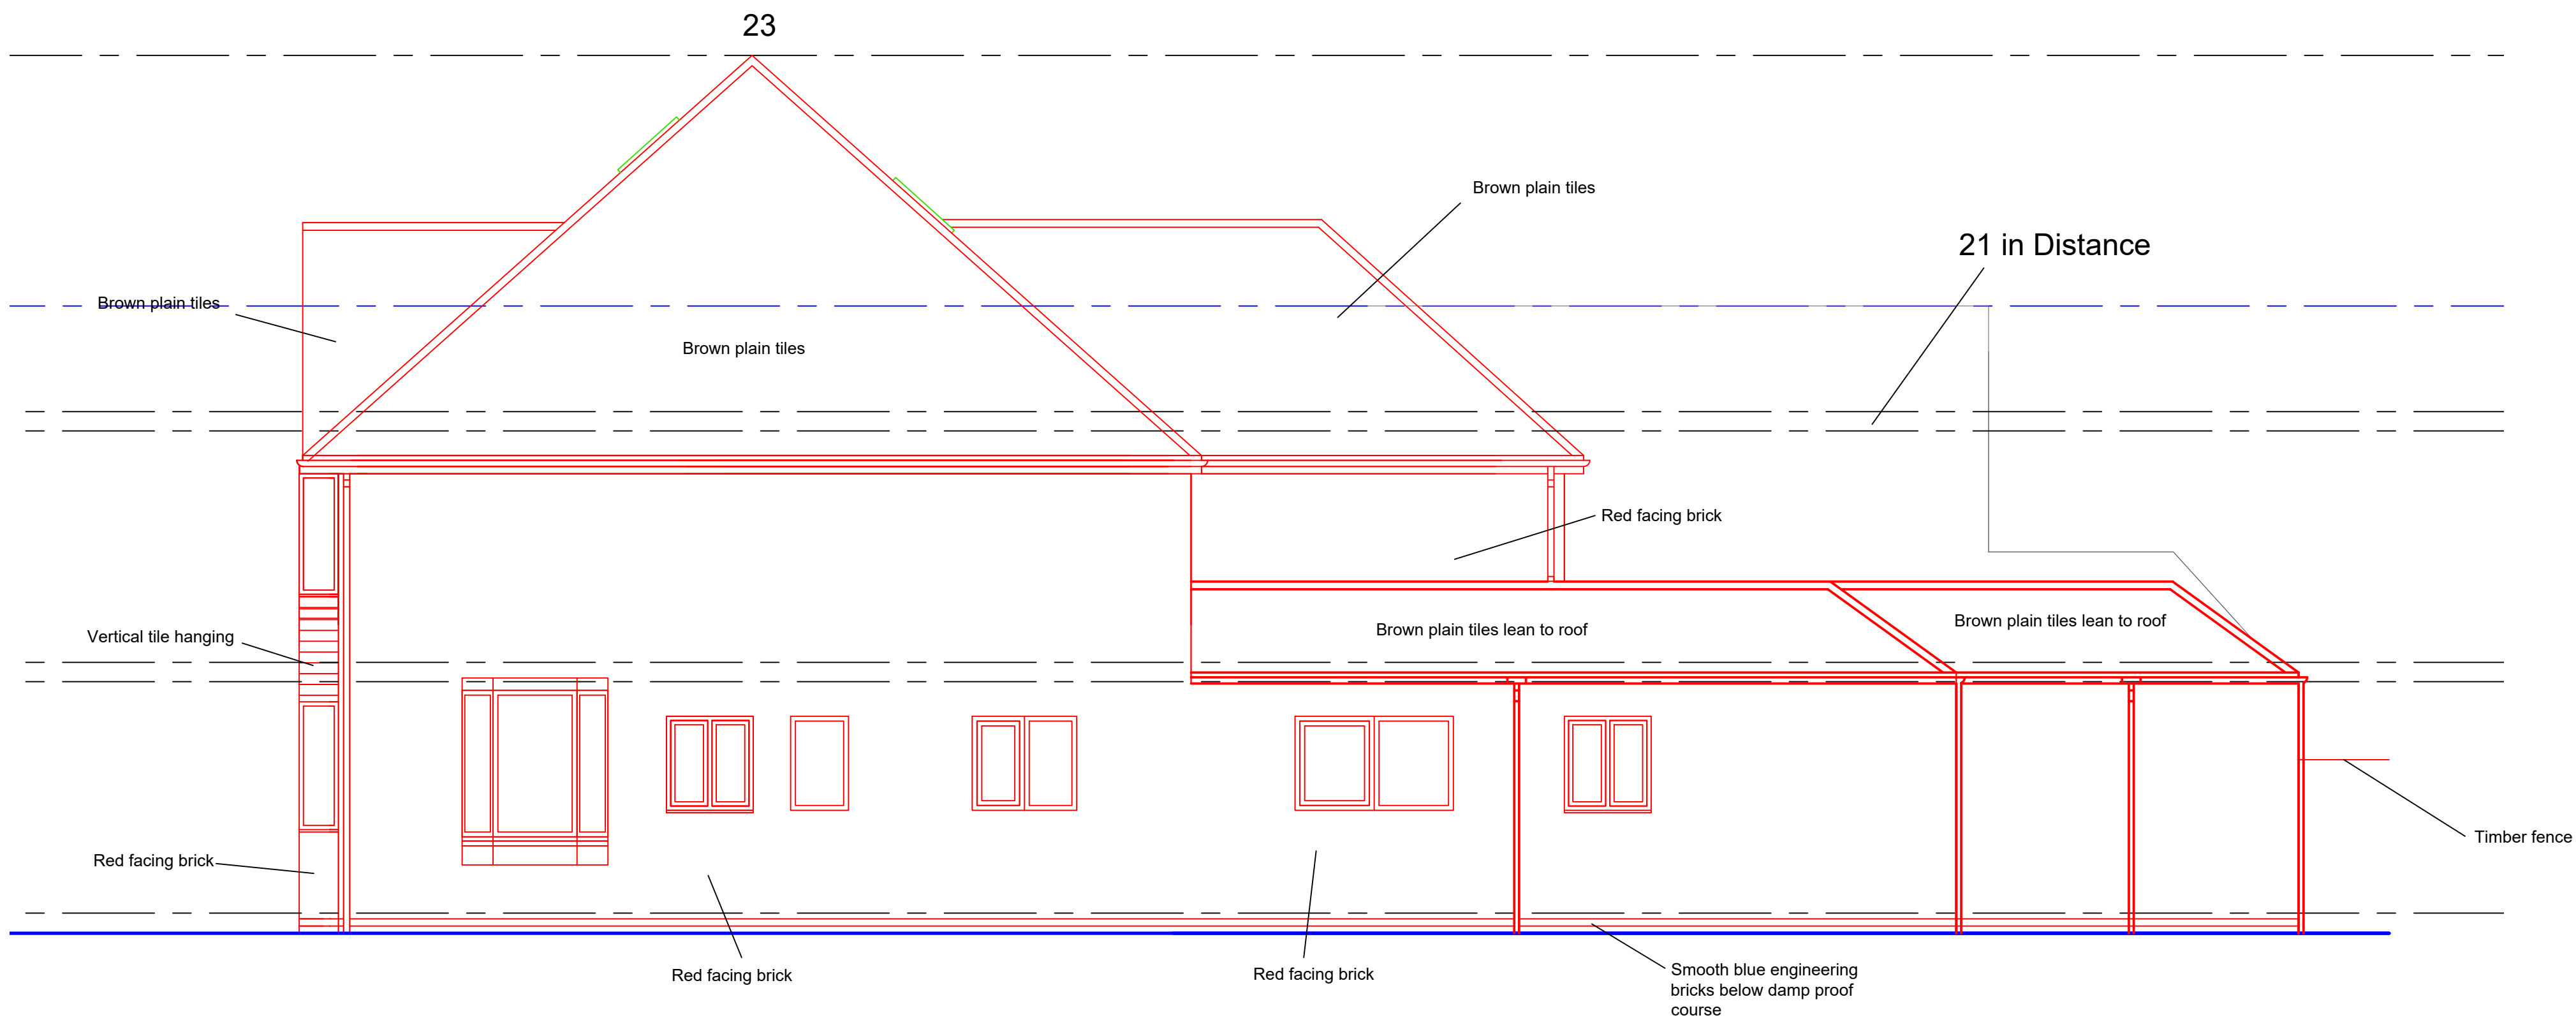 23
Brown plain tiles
21 in Distance
Brown plain tiles
Brown plain tiles
Red facing brick
Brown plain tiles lean to roof
Brown plain tiles lean to roof
Vertical tile hanging
Timber fence
Red facing brick
Red facing brick
Red facing brick
Smooth blue engineering
bricks below damp proof
course